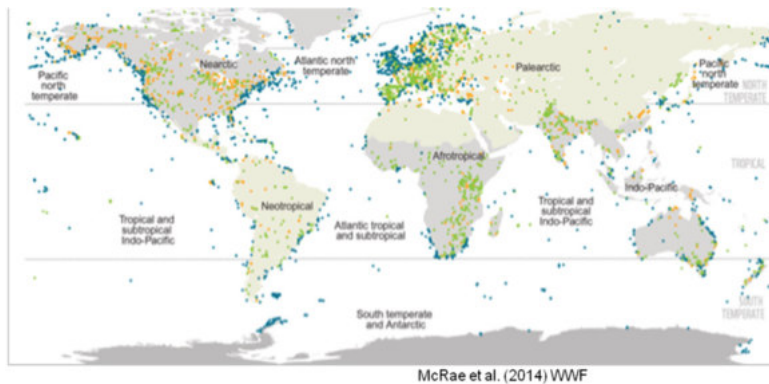 Nearctic
Atlantic north
temperate
Palearctic
Pacific
north
temperate
Pacific
north
temperate
NORTH
TEMPERATE
Afrotropical
TROPICAL
Indo-Pacific
Neotropical
Tropical and
subtropical
Indo-Pacific
Atlantic tropical
and subtropical
Tropical and
subtropical
Indo-Pacific
SOUTH
TEMPERATE
South temperate
and Antarctic
McRae et al. (2014) WWF